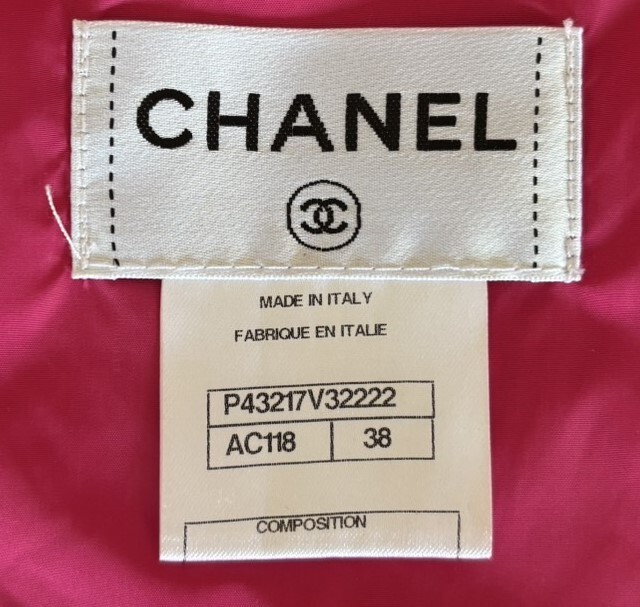 CHANEL
MADE IN ITALY
FABRIQUE EN ITALIE
P43217V32222
AC118 38
COMPOSITION